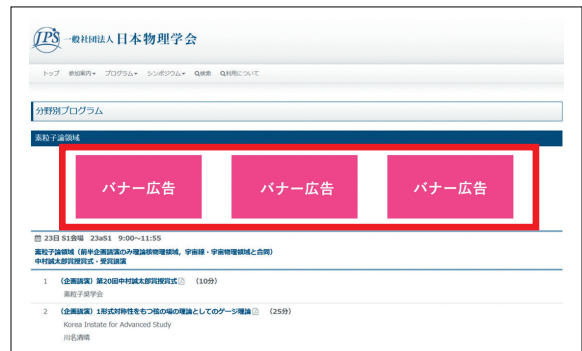 JPS 一般社団法人 日本物理学会
トップ 参加案内▾ プログラム▾ シンポジウム▾ 検索 利用について
分野別プログラム
素粒子論領域
バナー広告 バナー広告 バナー広告
23日 S1会場 23aS1 9:00~11:55
素粒子論領域（前半企画講演のみ理論核物理領域，宇宙線・宇宙物理領域と合同）
中村誠太郎賞授賞式・受賞講演
1 （企画講演）第20回中村誠太郎賞授賞式 （10分）
素粒子奨学会
2 （企画講演）1形式対称性をもつ弦の場の理論としてのゲージ理論 （25分）
Korea Instate for Advanced Study
川名清晴